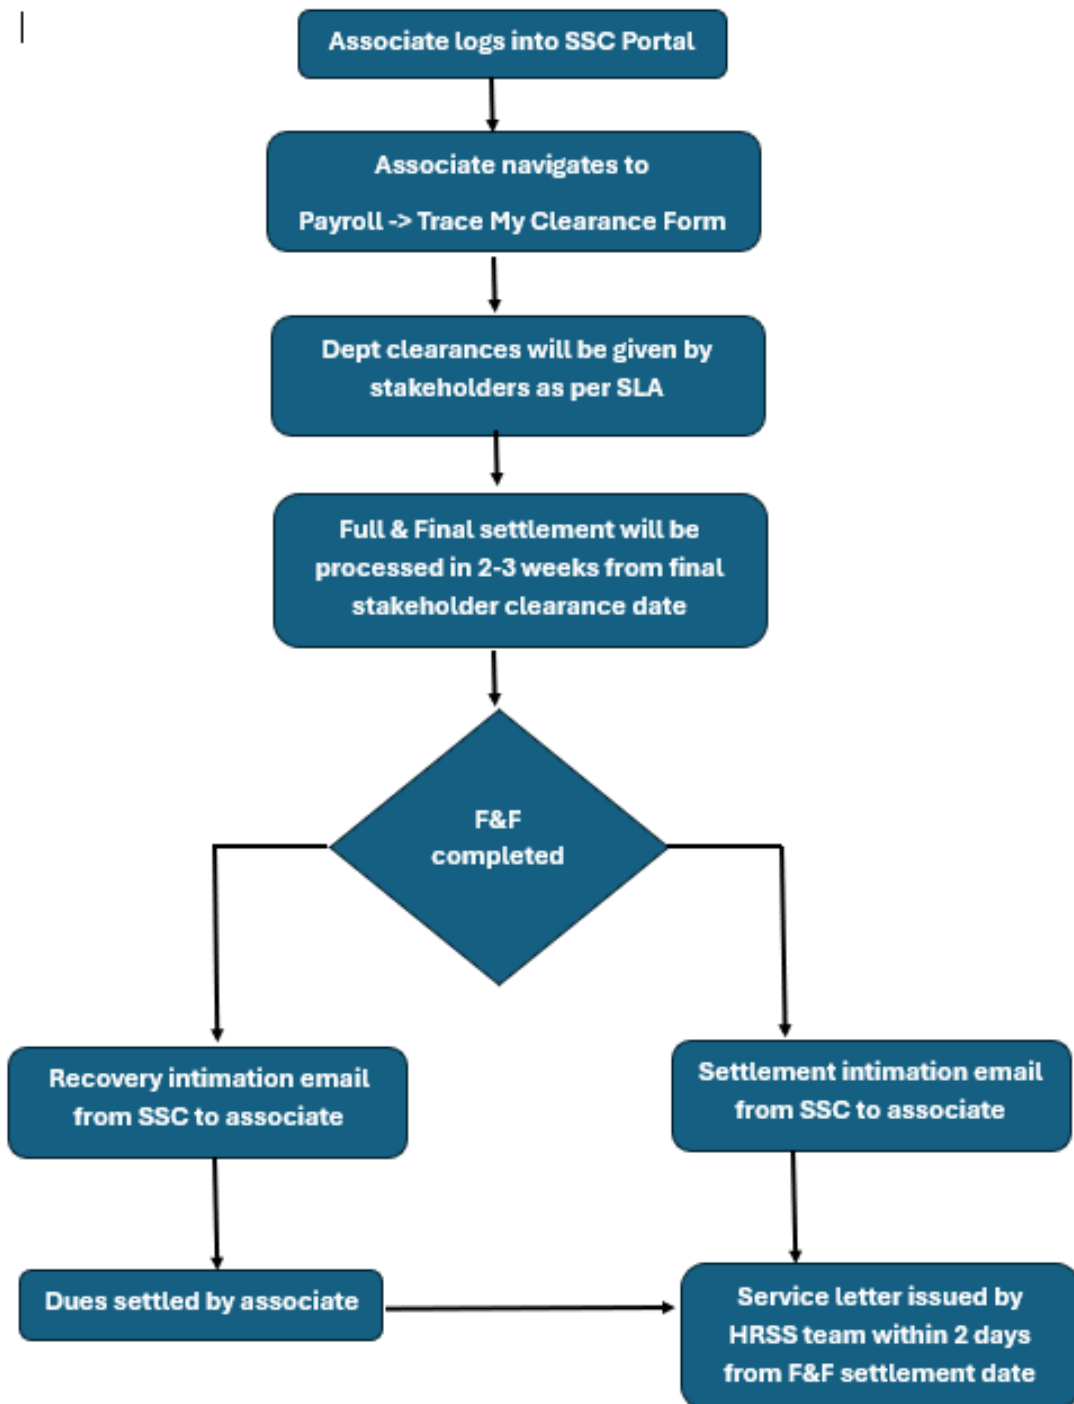 Associate logs into SSC Portal
Associate navigates to
Payroll -> Trace My Clearance Form
Dept clearances will be given by
stakeholders as per SLA
Full & Final settlement will be
processed in 2-3 weeks from final
stakeholder clearance date
F&F
completed
Recovery intimation email
from SSC to associate
Settlement intimation email
from SSC to associate
Dues settled by associate
Service letter issued by
HRSS team within 2 days
from F&F settlement date